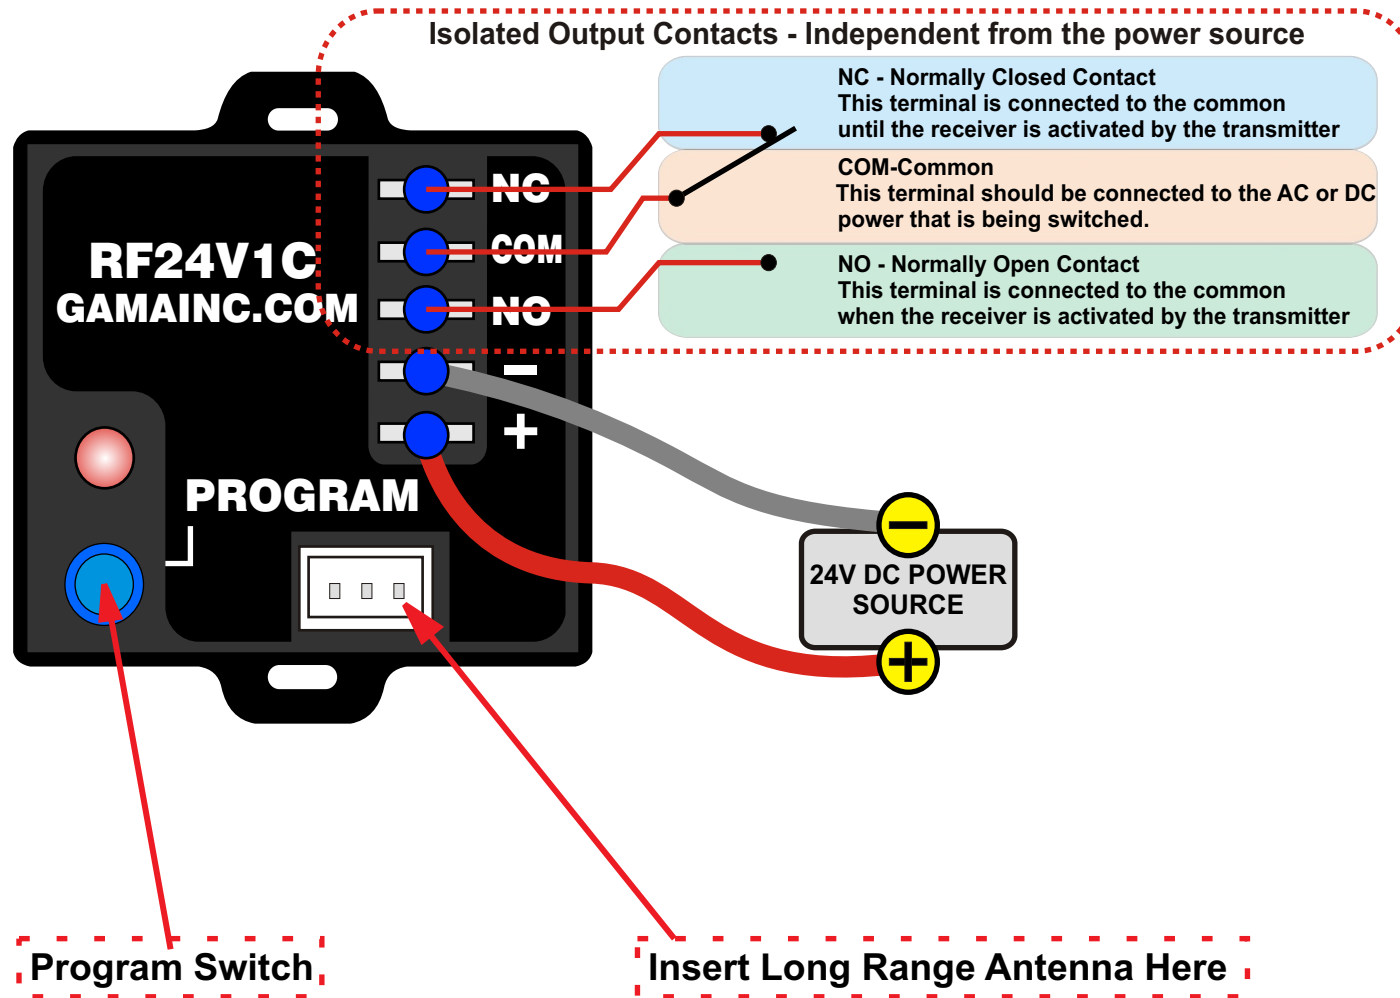 Isolated Output Contacts - Independent from the power source
NC - Normally Closed Contact
This terminal is connected to the common
until the receiver is activated by the transmitter
COM-Common
This terminal should be connected to the AC or DC
power that is being switched.
NO - Normally Open Contact
This terminal is connected to the common
when the receiver is activated by the transmitter
NC
COM
NO
−
+
RF24V1C
GAMAINC.COM
PROGRAM
−
24V DC POWER
SOURCE
+
Program Switch
Insert Long Range Antenna Here